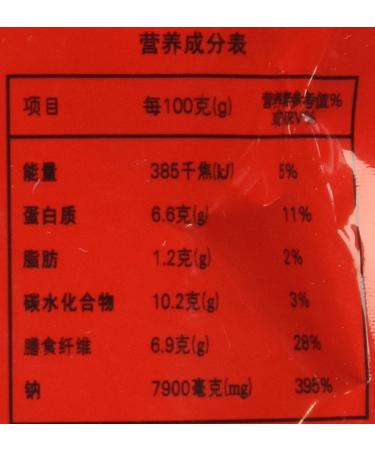 营养成分表
项目 每100克(g) 营养素参考值%
或NRV%
能量 385千焦(kJ) 5%
蛋白质 6.6克(g) 11%
脂肪 1.2克(g) 2%
碳水化合物 10.2克(g) 3%
膳食纤维 6.9克(g) 28%
钠 7900毫克(mg) 395%